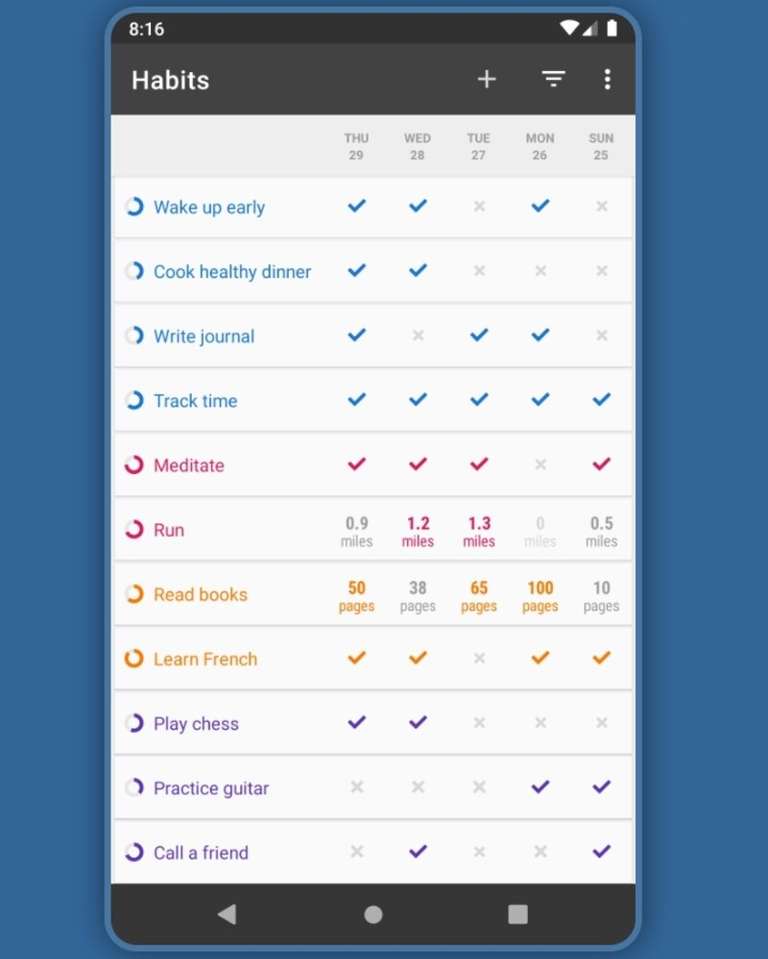 8:16
Habits
THU WED TUE MON SUN
29 28 27 26 25
Wake up early
Cook healthy dinner
Write journal
Track time
Meditate
Run 0.9 miles 1.2 miles 1.3 miles 0 miles 0.5 miles
Read books 50 pages 38 pages 65 pages 100 pages 10 pages
Learn French
Play chess
Practice guitar
Call a friend